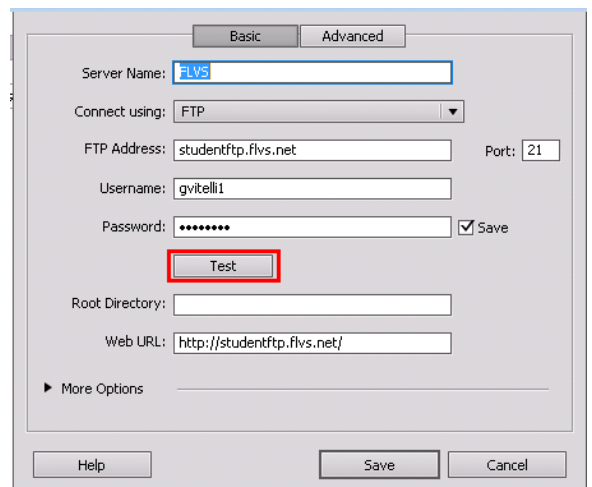 Basic Advanced
Server Name: FLVS
Connect using: FTP
FTP Address: studentftp.flvs.net Port: 21
Username: gvitelli1
Password: •••••••• Save
Test
Root Directory:
Web URL: http://studentftp.flvs.net/
More Options
Help Save Cancel